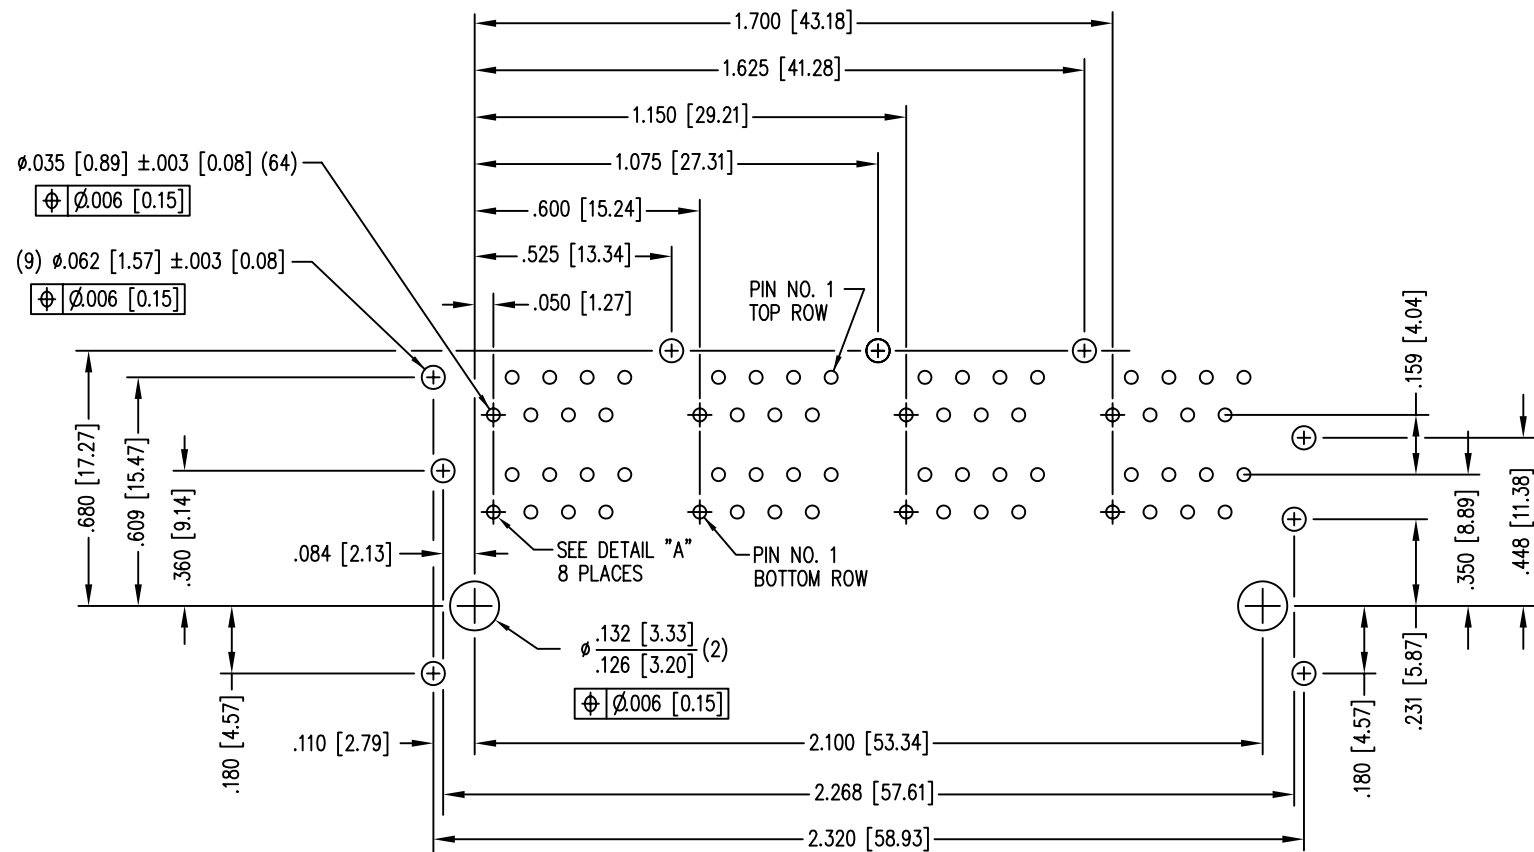 1.700 [43.18]
1.625 [41.28]
1.150 [29.21]
ø.035 [0.89] ±.003 [0.08] (64)
1.075 [27.31]
⌖ Ø.006 [0.15]
.600 [15.24]
(9) ø.062 [1.57] ±.003 [0.08]
.525 [13.34]
⌖ Ø.006 [0.15]
.050 [1.27]
PIN NO. 1
TOP ROW
.159 [4.04]
.680 [17.27]
.609 [15.47]
.360 [9.14]
.084 [2.13]
SEE DETAIL "A"
8 PLACES
PIN NO. 1
BOTTOM ROW
.350 [8.89]
.448 [11.38]
ø .132 [3.33]
.126 [3.20] (2)
⌖ Ø.006 [0.15]
.231 [5.87]
.180 [4.57]
.110 [2.79]
2.100 [53.34]
.180 [4.57]
2.268 [57.61]
2.320 [58.93]